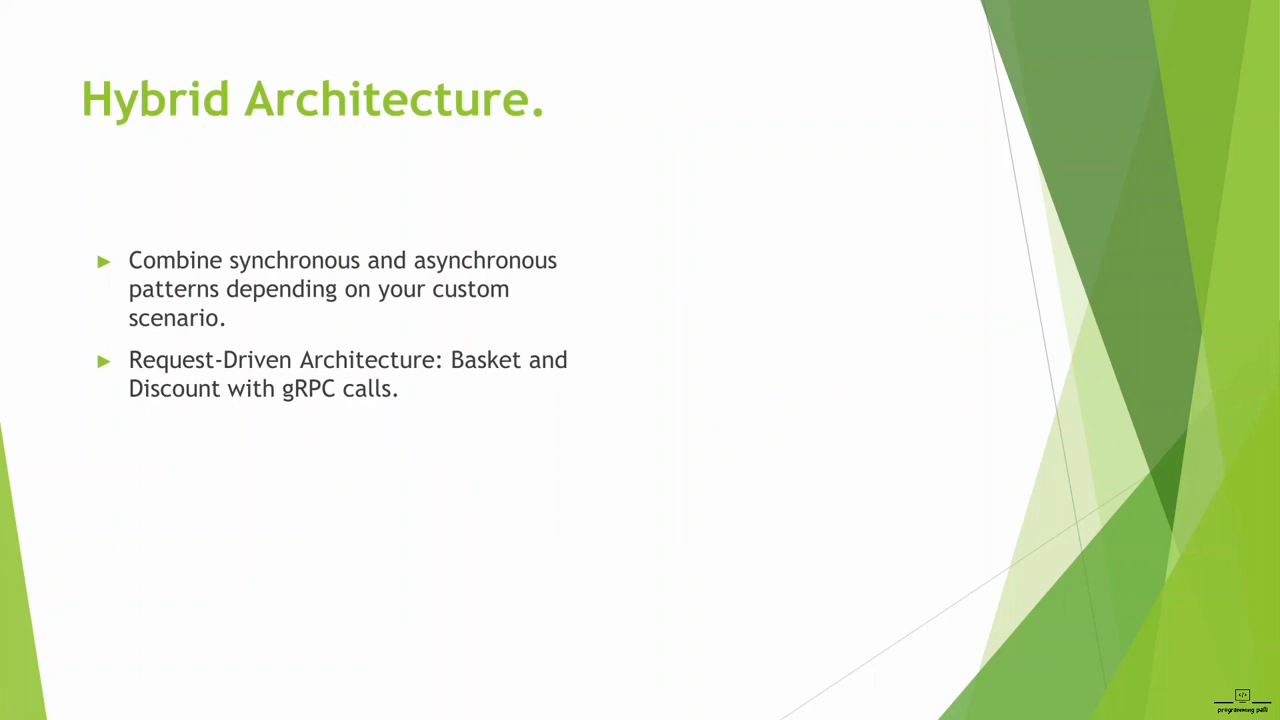 Hybrid Architecture.
Combine synchronous and asynchronous
patterns depending on your custom
scenario.
Request-Driven Architecture: Basket and
Discount with gRPC calls.